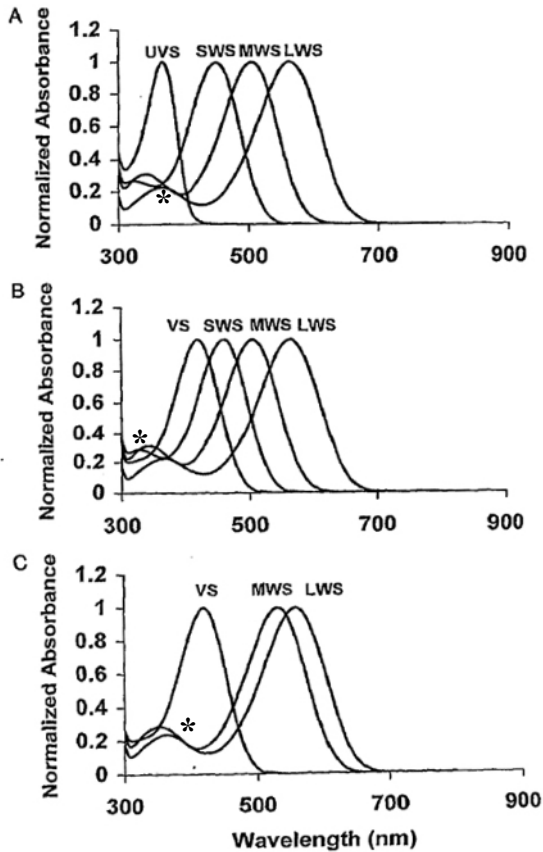 A
Normalized Absorbance
1.2
1
0.8
0.6
0.4
0.2
0
UVS SWS MWS LWS
*
300 500 700 900
B
Normalized Absorbance
1.2
1
0.8
0.6
0.4
0.2
0
VS SWS MWS LWS
*
300 500 700 900
C
Normalized Absorbance
1.2
1
0.8
0.6
0.4
0.2
0
VS MWS LWS
*
300 500 700 900
Wavelength (nm)